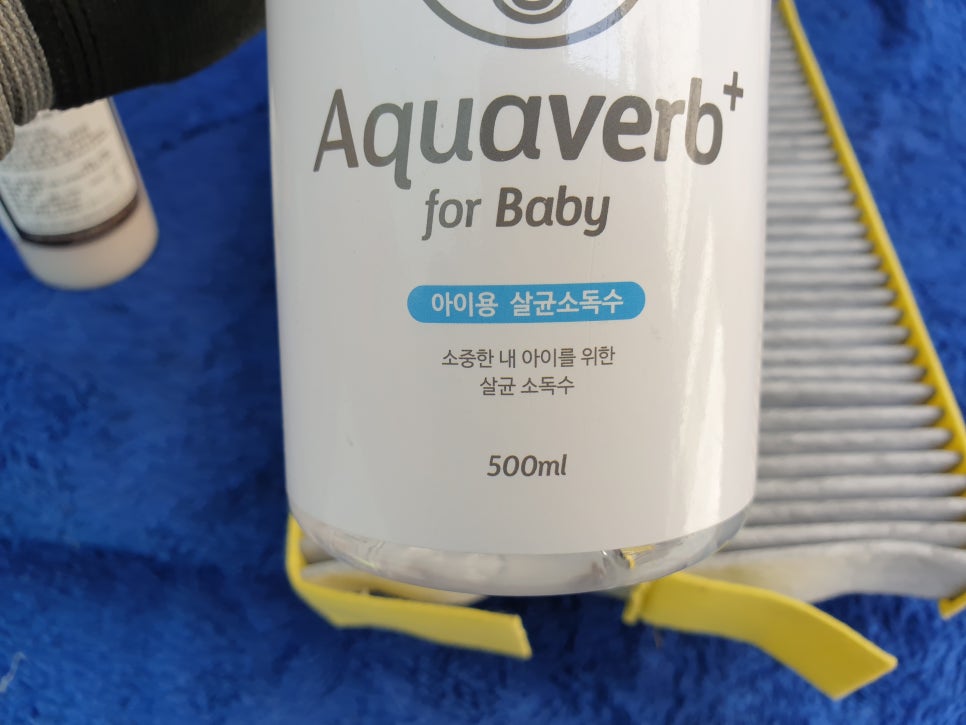 Aquaverb+
for Baby
아이용 살균소독수
소중한 내 아이를 위한
살균 소독수
500ml